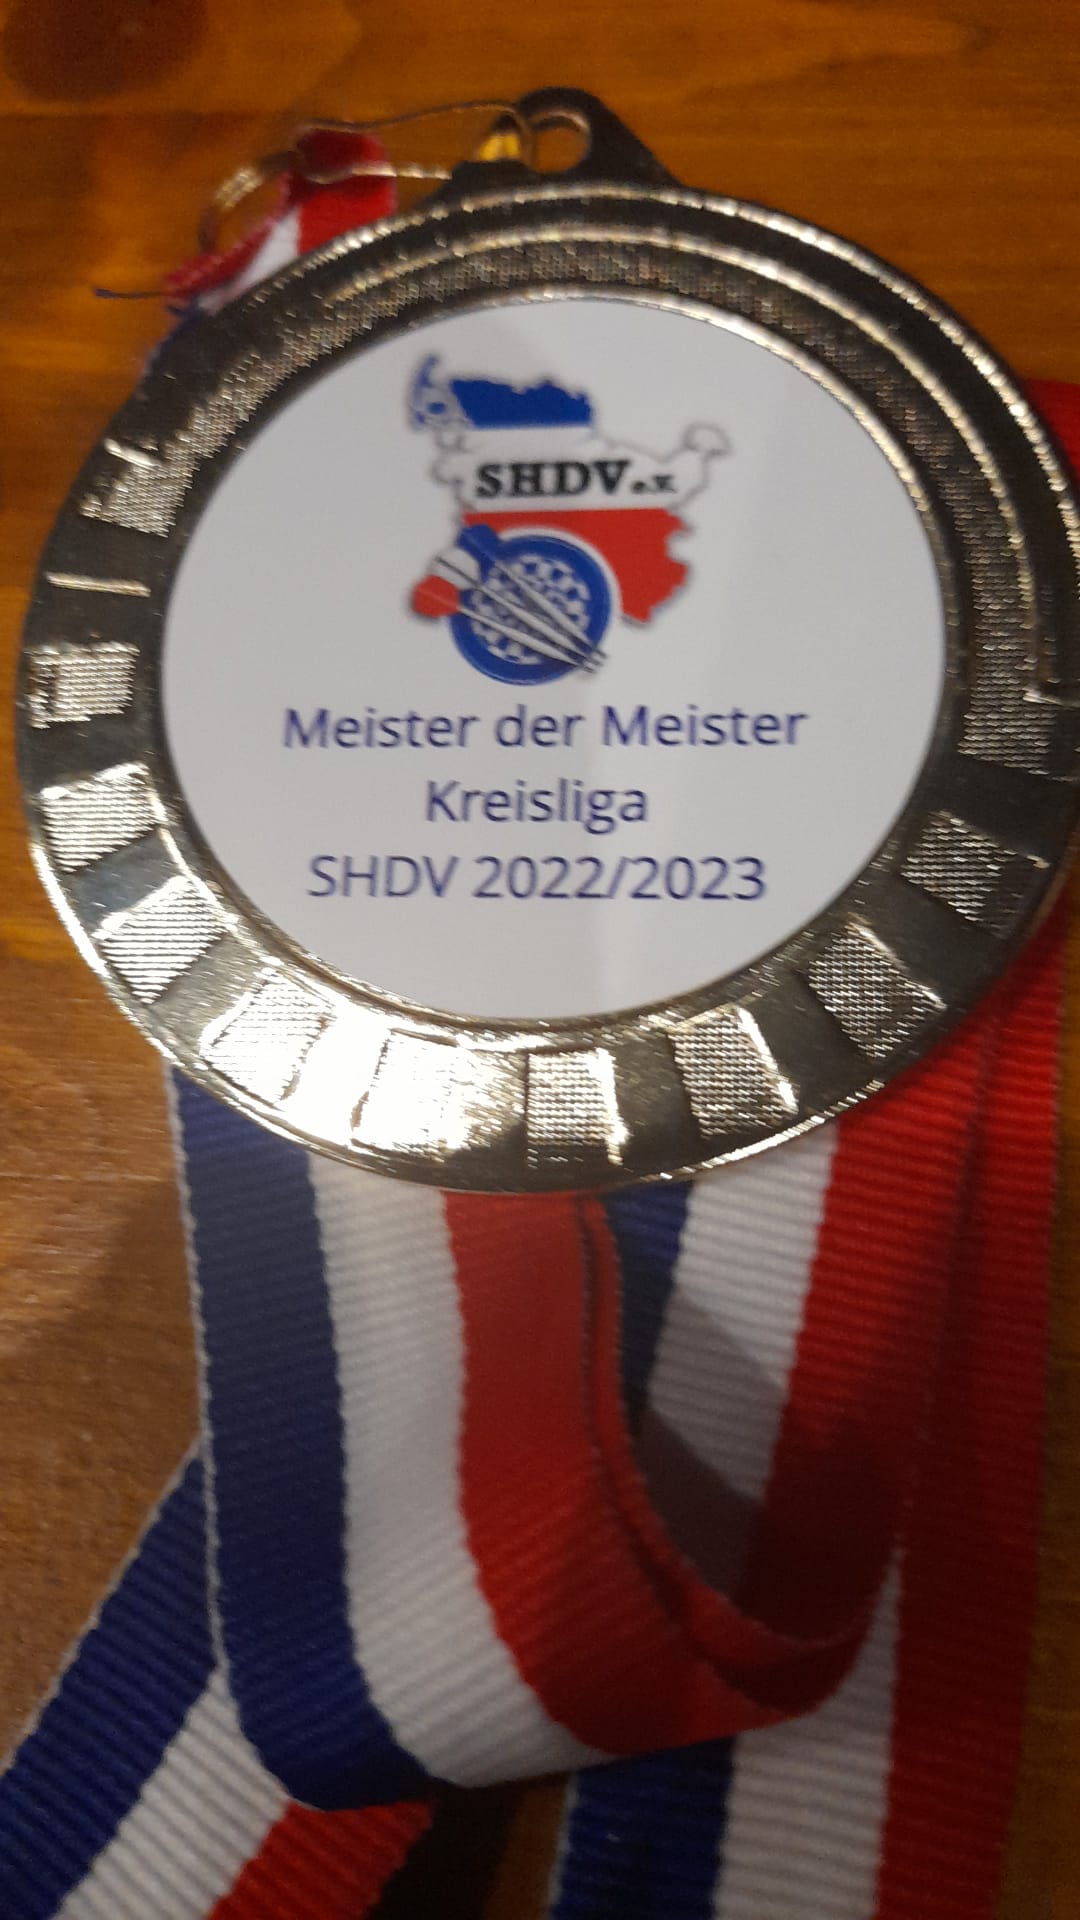 SHDV e.V.
Meister der Meister
Kreisliga
SHDV 2022/2023